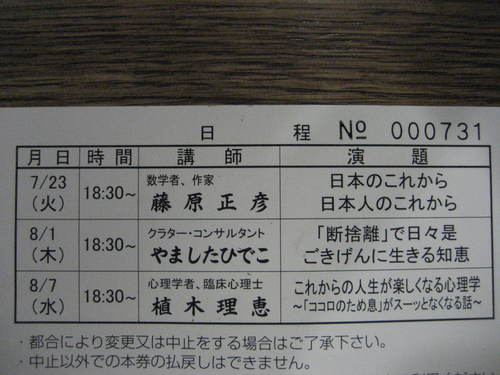 日程 № 000731
月日 時間 講師 演題
7/23 (火) 18:30~ 数学者、作家
藤原正彦
日本のこれから
日本人のこれから
8/1 (木) 18:30~ クラター・コンサルタント
やましたひでこ
「断捨離」で日々是
ごきげんに生きる知恵
8/7 (水) 18:30~ 心理学者、臨床心理士
植木理恵
これからの人生が楽しくなる心理学
~「ココロのため息」がスーッとなくなる話~
・都合により変更又は中止をする場合はご了承下さい。
・中止以外での本券の払戻しはできません。